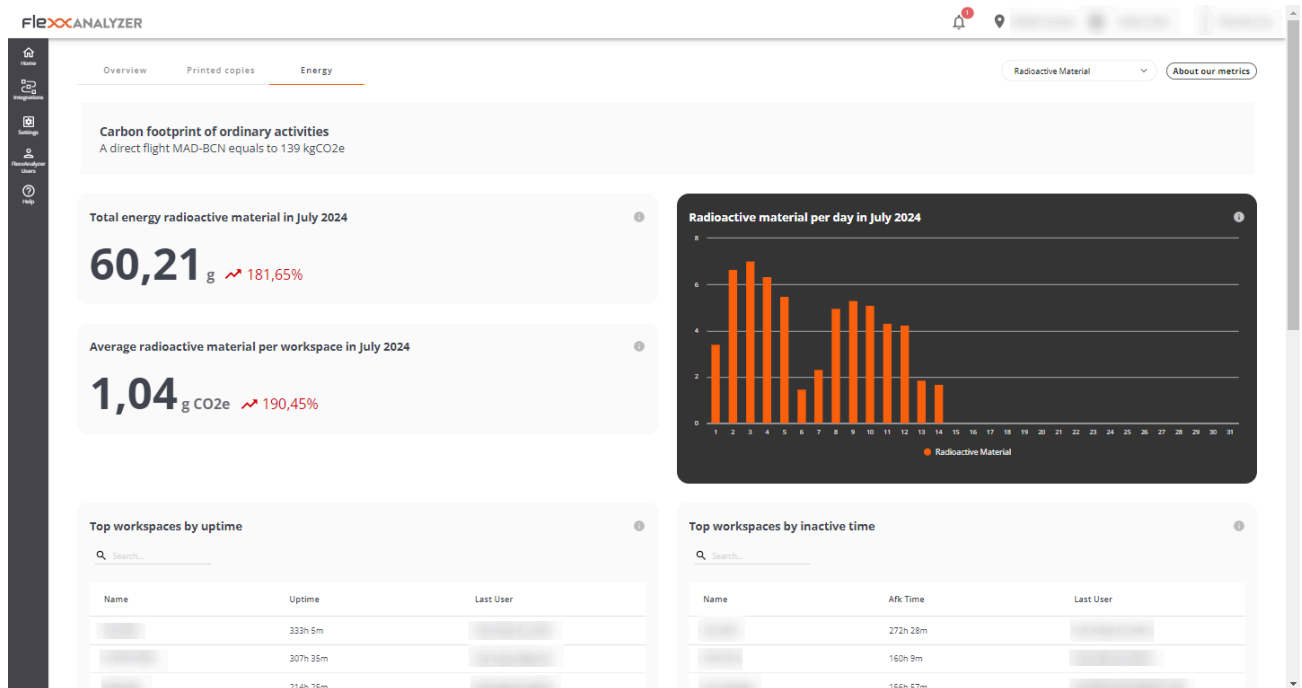 FlexxANALYZER
1
Home
Integrations
Settings
FlexxAnalyzer
Users
Help
Overview Printed copies Energy
Radioactive Material
About our metrics
Carbon footprint of ordinary activities
A direct flight MAD-BCN equals to 139 kgCO2e
Total energy radioactive material in July 2024
60,21 g 181,65%
Average radioactive material per workspace in July 2024
1,04 g CO2e 190,45%
Radioactive material per day in July 2024
8
6
4
2
0
1 2 3 4 5 6 7 8 9 10 11 12 13 14 15 16 17 18 19 20 21 22 23 24 25 26 27 28 29 30 31
Radioactive Material
Top workspaces by uptime
Search...
Name Uptime Last User
333h 5m
307h 35m
214h 25m
Top workspaces by inactive time
Search...
Name Afk Time Last User
272h 28m
160h 9m
156h 57m